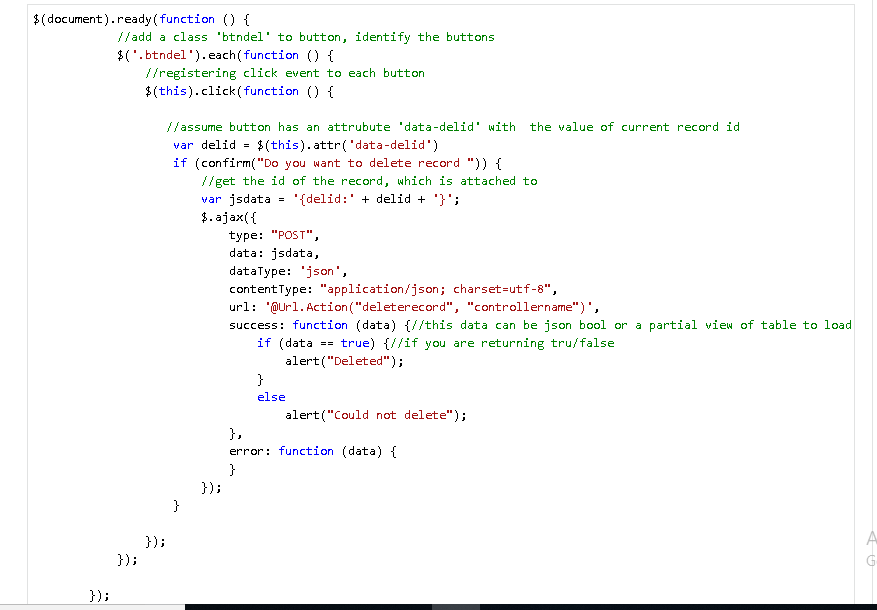 $(document).ready(function () {
//add a class 'btndel' to button, identify the buttons
$('.btndel').each(function () {
//registering click event to each button
$(this).click(function () {
//assume button has an attrubute 'data-delid' with  the value of current record id
var delid = $(this).attr('data-delid')
if (confirm("Do you want to delete record ")) {
//get the id of the record, which is attached to
var jsdata = '{delid:' + delid + '}';
$.ajax({
type: "POST",
data: jsdata,
dataType: 'json',
contentType: "application/json; charset=utf-8",
url: '@Url.Action("deleterecord", "controllername")',
success: function (data) {//this data can be json bool or a partial view of table to load
if (data == true) {//if you are returning tru/false
alert("Deleted");
}
else
alert("Could not delete");
},
error: function (data) {
}
});
}
});
});
});
A
G